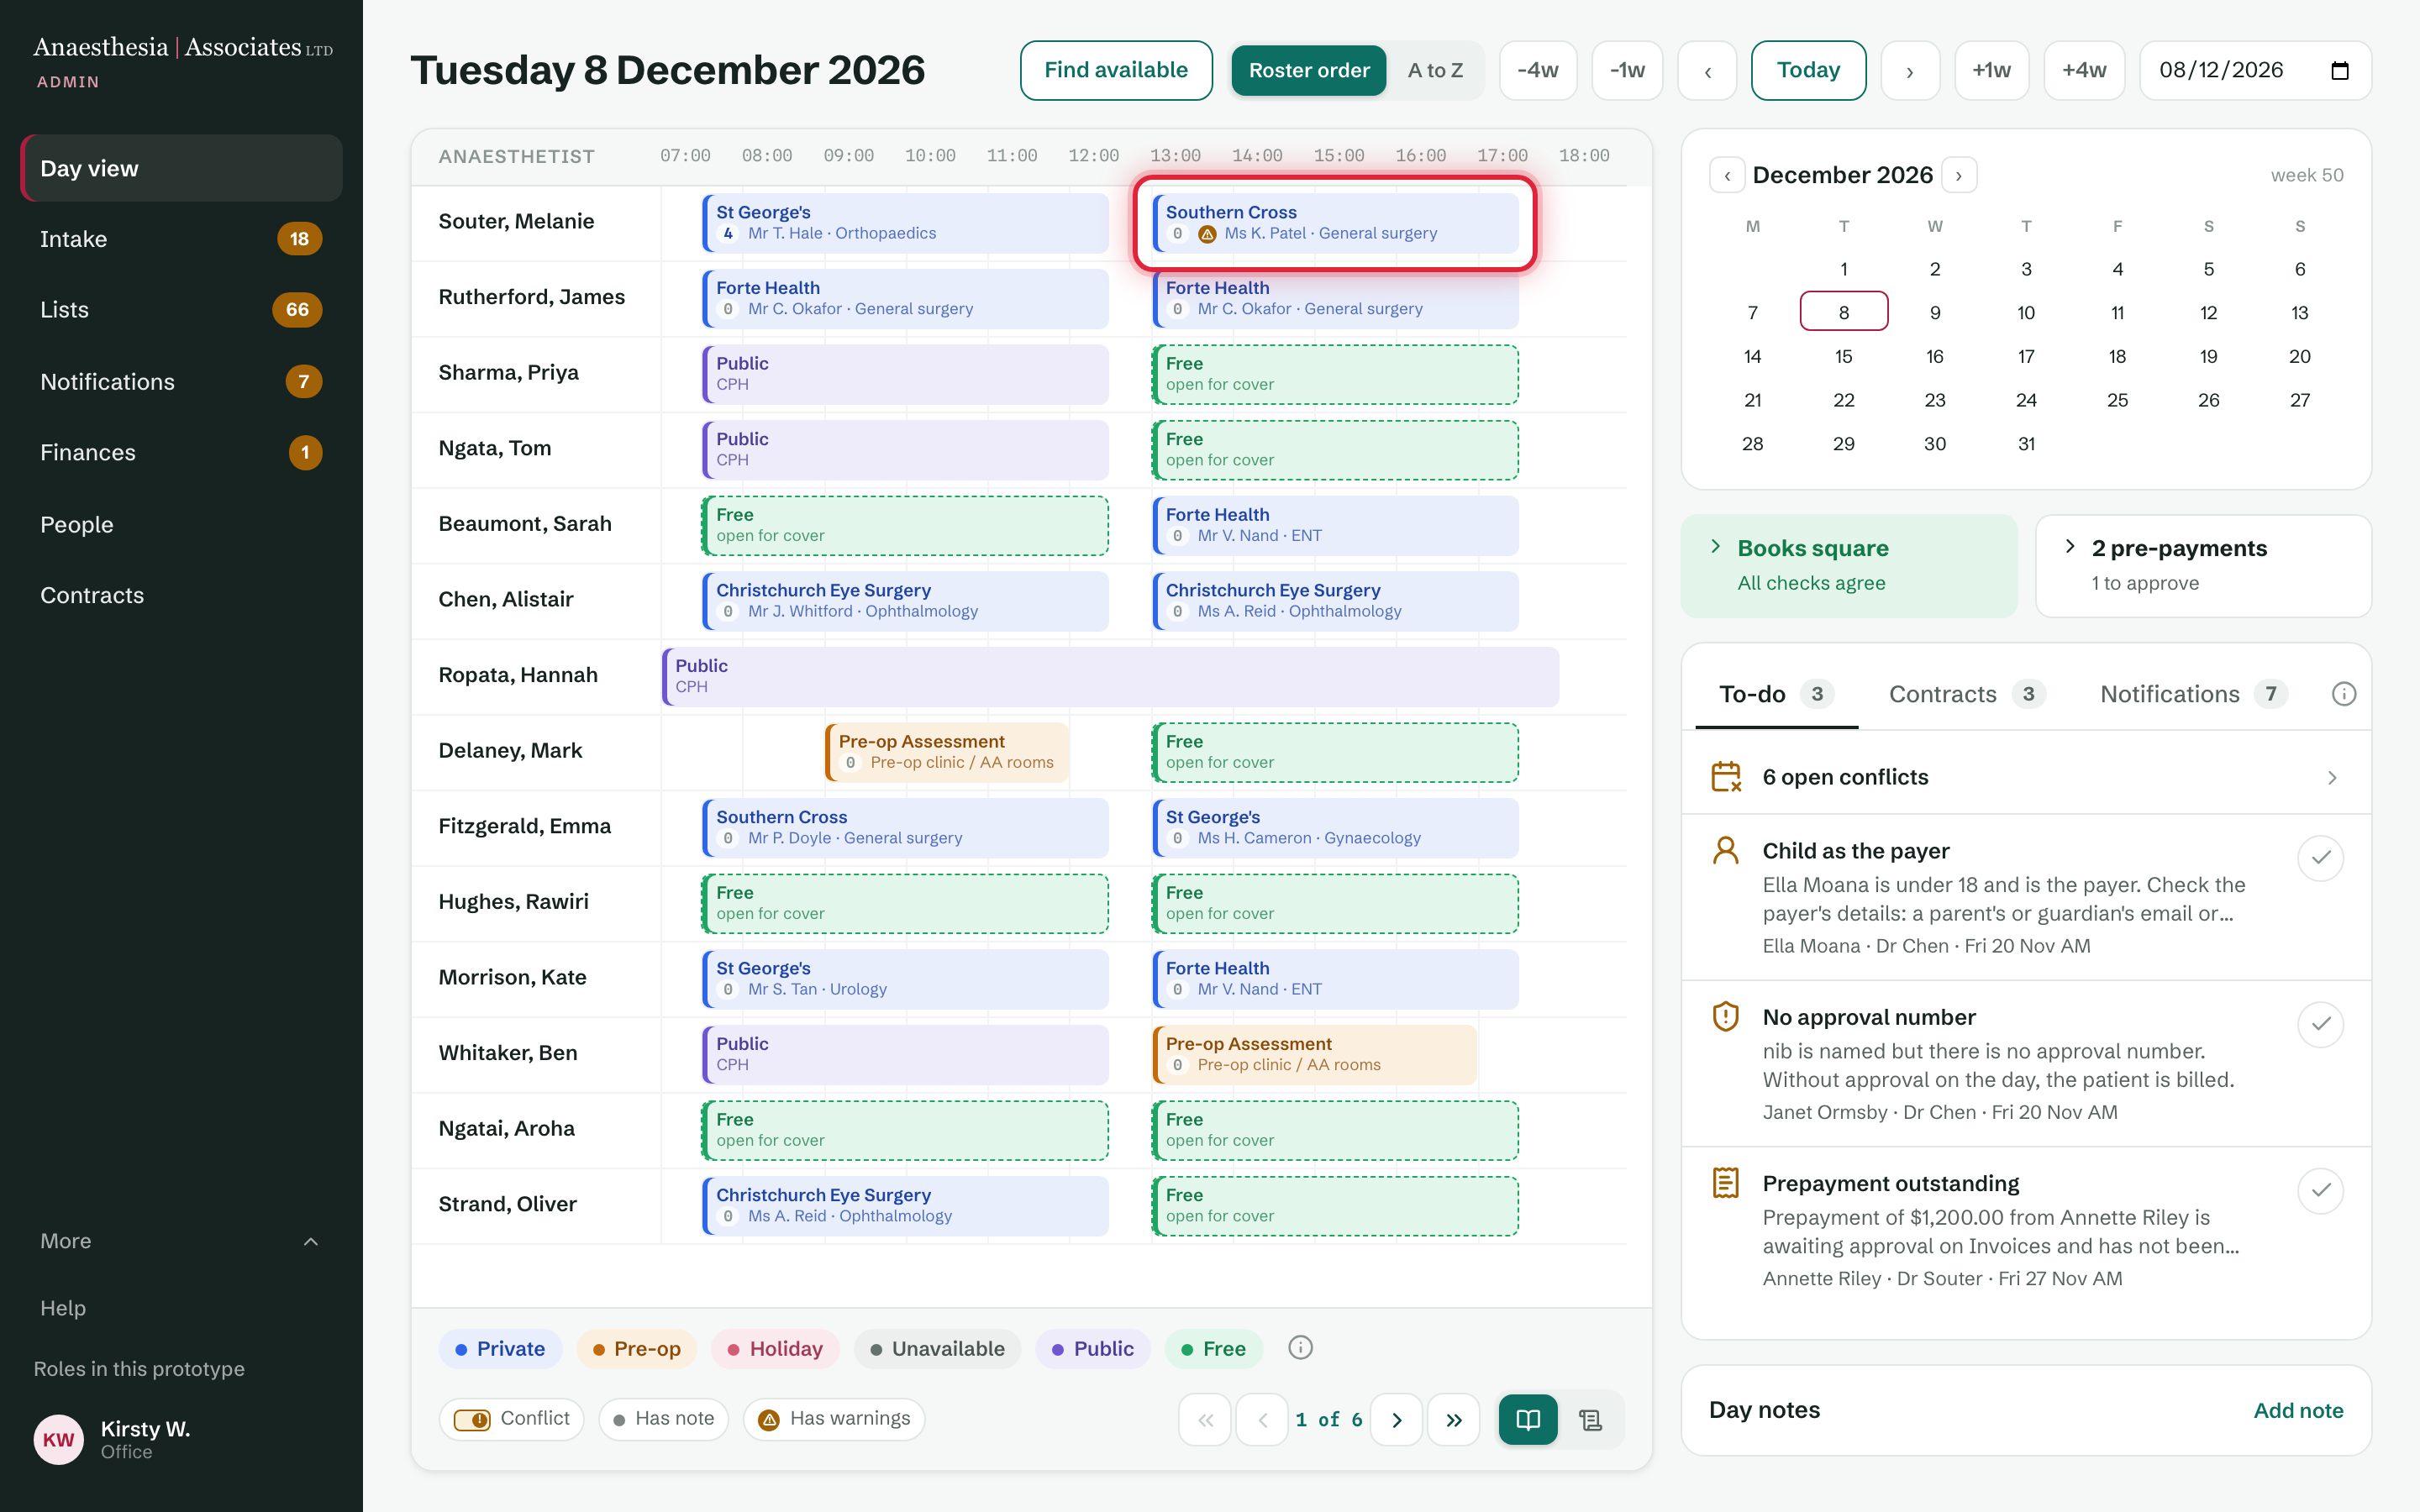 Anaesthesia | Associates LTD
ADMIN
Day view
Intake 18
Lists 66
Notifications 7
Finances 1
People
Contracts
More
Help
Roles in this prototype
KW
Kirsty W.
Office
Tuesday 8 December 2026
Find available
Roster order
A to Z
-4w
-1w
‹
Today
›
+1w
+4w
08/12/2026
ANAESTHETIST 07:00 08:00 09:00 10:00 11:00 12:00 13:00 14:00 15:00 16:00 17:00 18:00
Souter, Melanie
St George's
4 Mr T. Hale · Orthopaedics
Southern Cross
0 Ms K. Patel · General surgery
Rutherford, James
Forte Health
0 Mr C. Okafor · General surgery
Forte Health
0 Mr C. Okafor · General surgery
Sharma, Priya
Public
CPH
Free
open for cover
Ngata, Tom
Public
CPH
Free
open for cover
Beaumont, Sarah
Free
open for cover
Forte Health
0 Mr V. Nand · ENT
Chen, Alistair
Christchurch Eye Surgery
0 Mr J. Whitford · Ophthalmology
Christchurch Eye Surgery
0 Ms A. Reid · Ophthalmology
Ropata, Hannah
Public
CPH
Delaney, Mark
Pre-op Assessment
0 Pre-op clinic / AA rooms
Free
open for cover
Fitzgerald, Emma
Southern Cross
0 Mr P. Doyle · General surgery
St George's
0 Ms H. Cameron · Gynaecology
Hughes, Rawiri
Free
open for cover
Free
open for cover
Morrison, Kate
St George's
0 Mr S. Tan · Urology
Forte Health
0 Mr V. Nand · ENT
Whitaker, Ben
Public
CPH
Pre-op Assessment
0 Pre-op clinic / AA rooms
Ngatai, Aroha
Free
open for cover
Free
open for cover
Strand, Oliver
Christchurch Eye Surgery
0 Ms A. Reid · Ophthalmology
Free
open for cover
Private
Pre-op
Holiday
Unavailable
Public
Free
Conflict
Has note
Has warnings
« ‹ 1 of 6 › »
‹ December 2026 › week 50
M T W T F S S
1 2 3 4 5 6
7 8 9 10 11 12 13
14 15 16 17 18 19 20
21 22 23 24 25 26 27
28 29 30 31
Books square
All checks agree
2 pre-payments
1 to approve
To-do 3
Contracts 3
Notifications 7
6 open conflicts
Child as the payer
Ella Moana is under 18 and is the payer. Check the
payer's details: a parent's or guardian's email or...
Ella Moana · Dr Chen · Fri 20 Nov AM
No approval number
nib is named but there is no approval number.
Without approval on the day, the patient is billed.
Janet Ormsby · Dr Chen · Fri 20 Nov AM
Prepayment outstanding
Prepayment of $1,200.00 from Annette Riley is
awaiting approval on Invoices and has not been...
Annette Riley · Dr Souter · Fri 27 Nov AM
Day notes
Add note